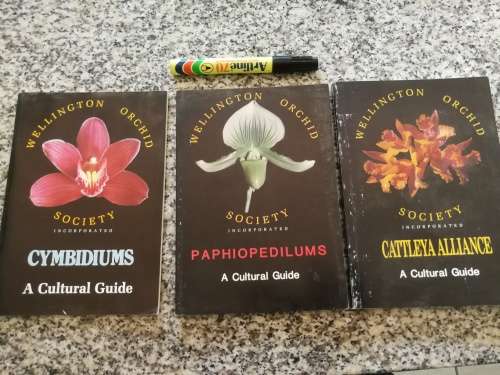 Artline 70
WELLINGTON ORCHID
SOCIETY
INCORPORATED
CYMBIDIUMS
A Cultural Guide
WELLINGTON ORCHID
SOCIETY
INCORPORATED
PAPHIOPEDILUMS
A Cultural Guide
WELLINGTON ORCHID
SOCIETY
INCORPORATED
CATTLEYA ALLIANCE
A Cultural Guide